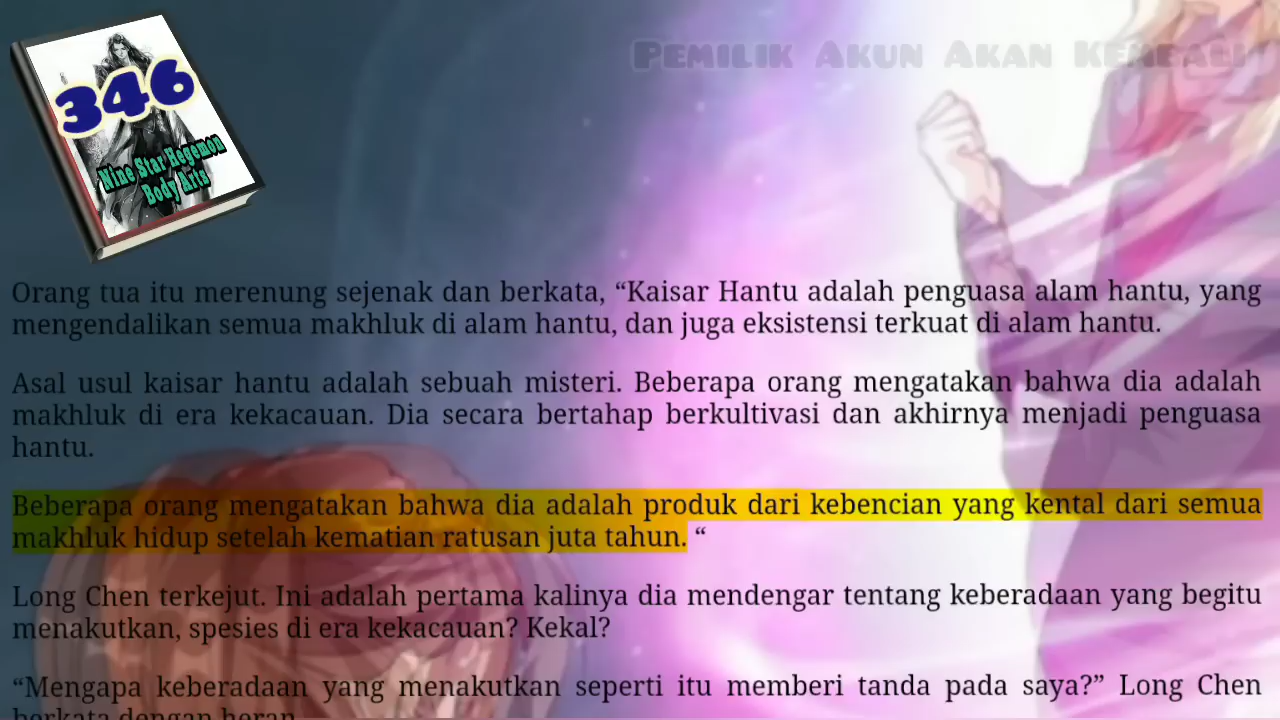 Pemilik Akun Akan Kembali
346
Nine Star Hegemon
Body Arts
Orang tua itu merenung sejenak dan berkata, “Kaisar Hantu adalah penguasa alam hantu, yang
mengendalikan semua makhluk di alam hantu, dan juga eksistensi terkuat di alam hantu.
Asal usul kaisar hantu adalah sebuah misteri. Beberapa orang mengatakan bahwa dia adalah
makhluk di era kekacauan. Dia secara bertahap berkultivasi dan akhirnya menjadi penguasa
hantu.
Beberapa orang mengatakan bahwa dia adalah produk dari kebencian yang kental dari semua
makhluk hidup setelah kematian ratusan juta tahun. “
Long Chen terkejut. Ini adalah pertama kalinya dia mendengar tentang keberadaan yang begitu
menakutkan, spesies di era kekacauan? Kekal?
“Mengapa keberadaan yang menakutkan seperti itu memberi tanda pada saya?” Long Chen
berkata dengan heran.